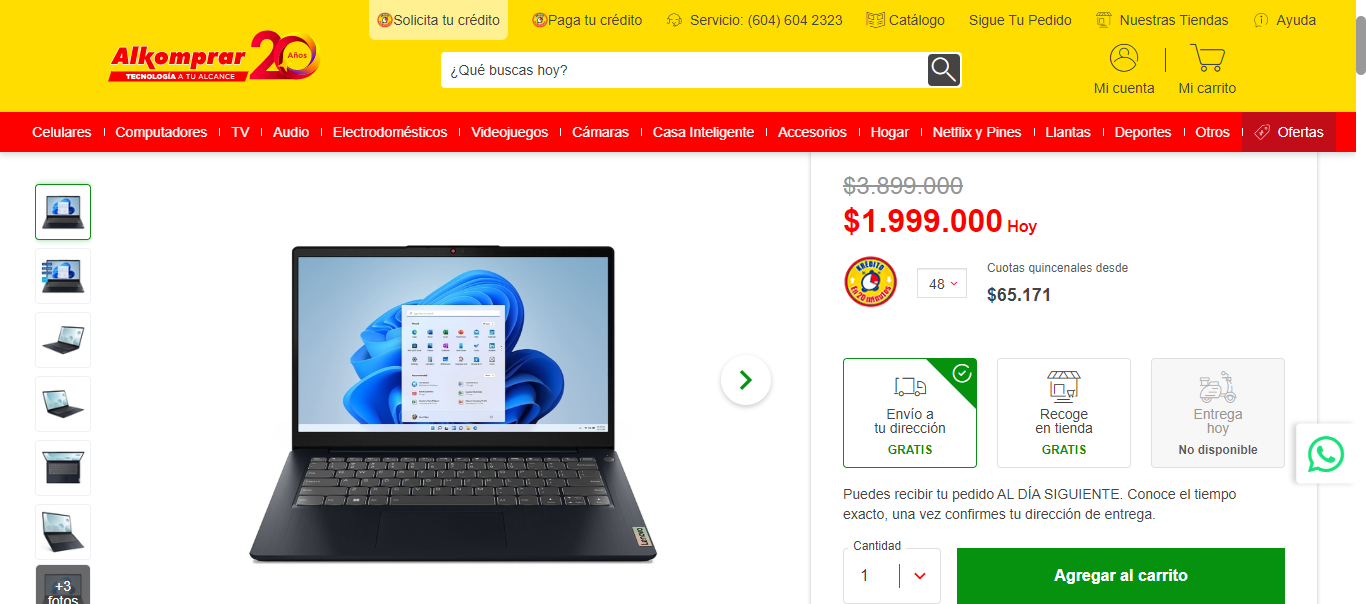 Solicita tu crédito
Paga tu crédito
Servicio: (604) 604 2323
Catálogo
Sigue Tu Pedido
Nuestras Tiendas
Ayuda
Alkomprar 20 Años
TECNOLOGÍA A TU ALCANCE
¿Qué buscas hoy?
Mi cuenta
Mi carrito
Celulares
Computadores
TV
Audio
Electrodomésticos
Videojuegos
Cámaras
Casa Inteligente
Accesorios
Hogar
Netflix y Pines
Llantas
Deportes
Otros
Ofertas
+3
fotos
Lenovo
$3.899.000
$1.999.000 Hoy
KRÉDITO
En 20 MINUTOS
48
Cuotas quincenales desde
$65.171
Envío a
tu dirección
GRATIS
Recoge
en tienda
GRATIS
Entrega
hoy
No disponible
Puedes recibir tu pedido AL DÍA SIGUIENTE. Conoce el tiempo
exacto, una vez confirmes tu dirección de entrega.
Cantidad
1
Agregar al carrito